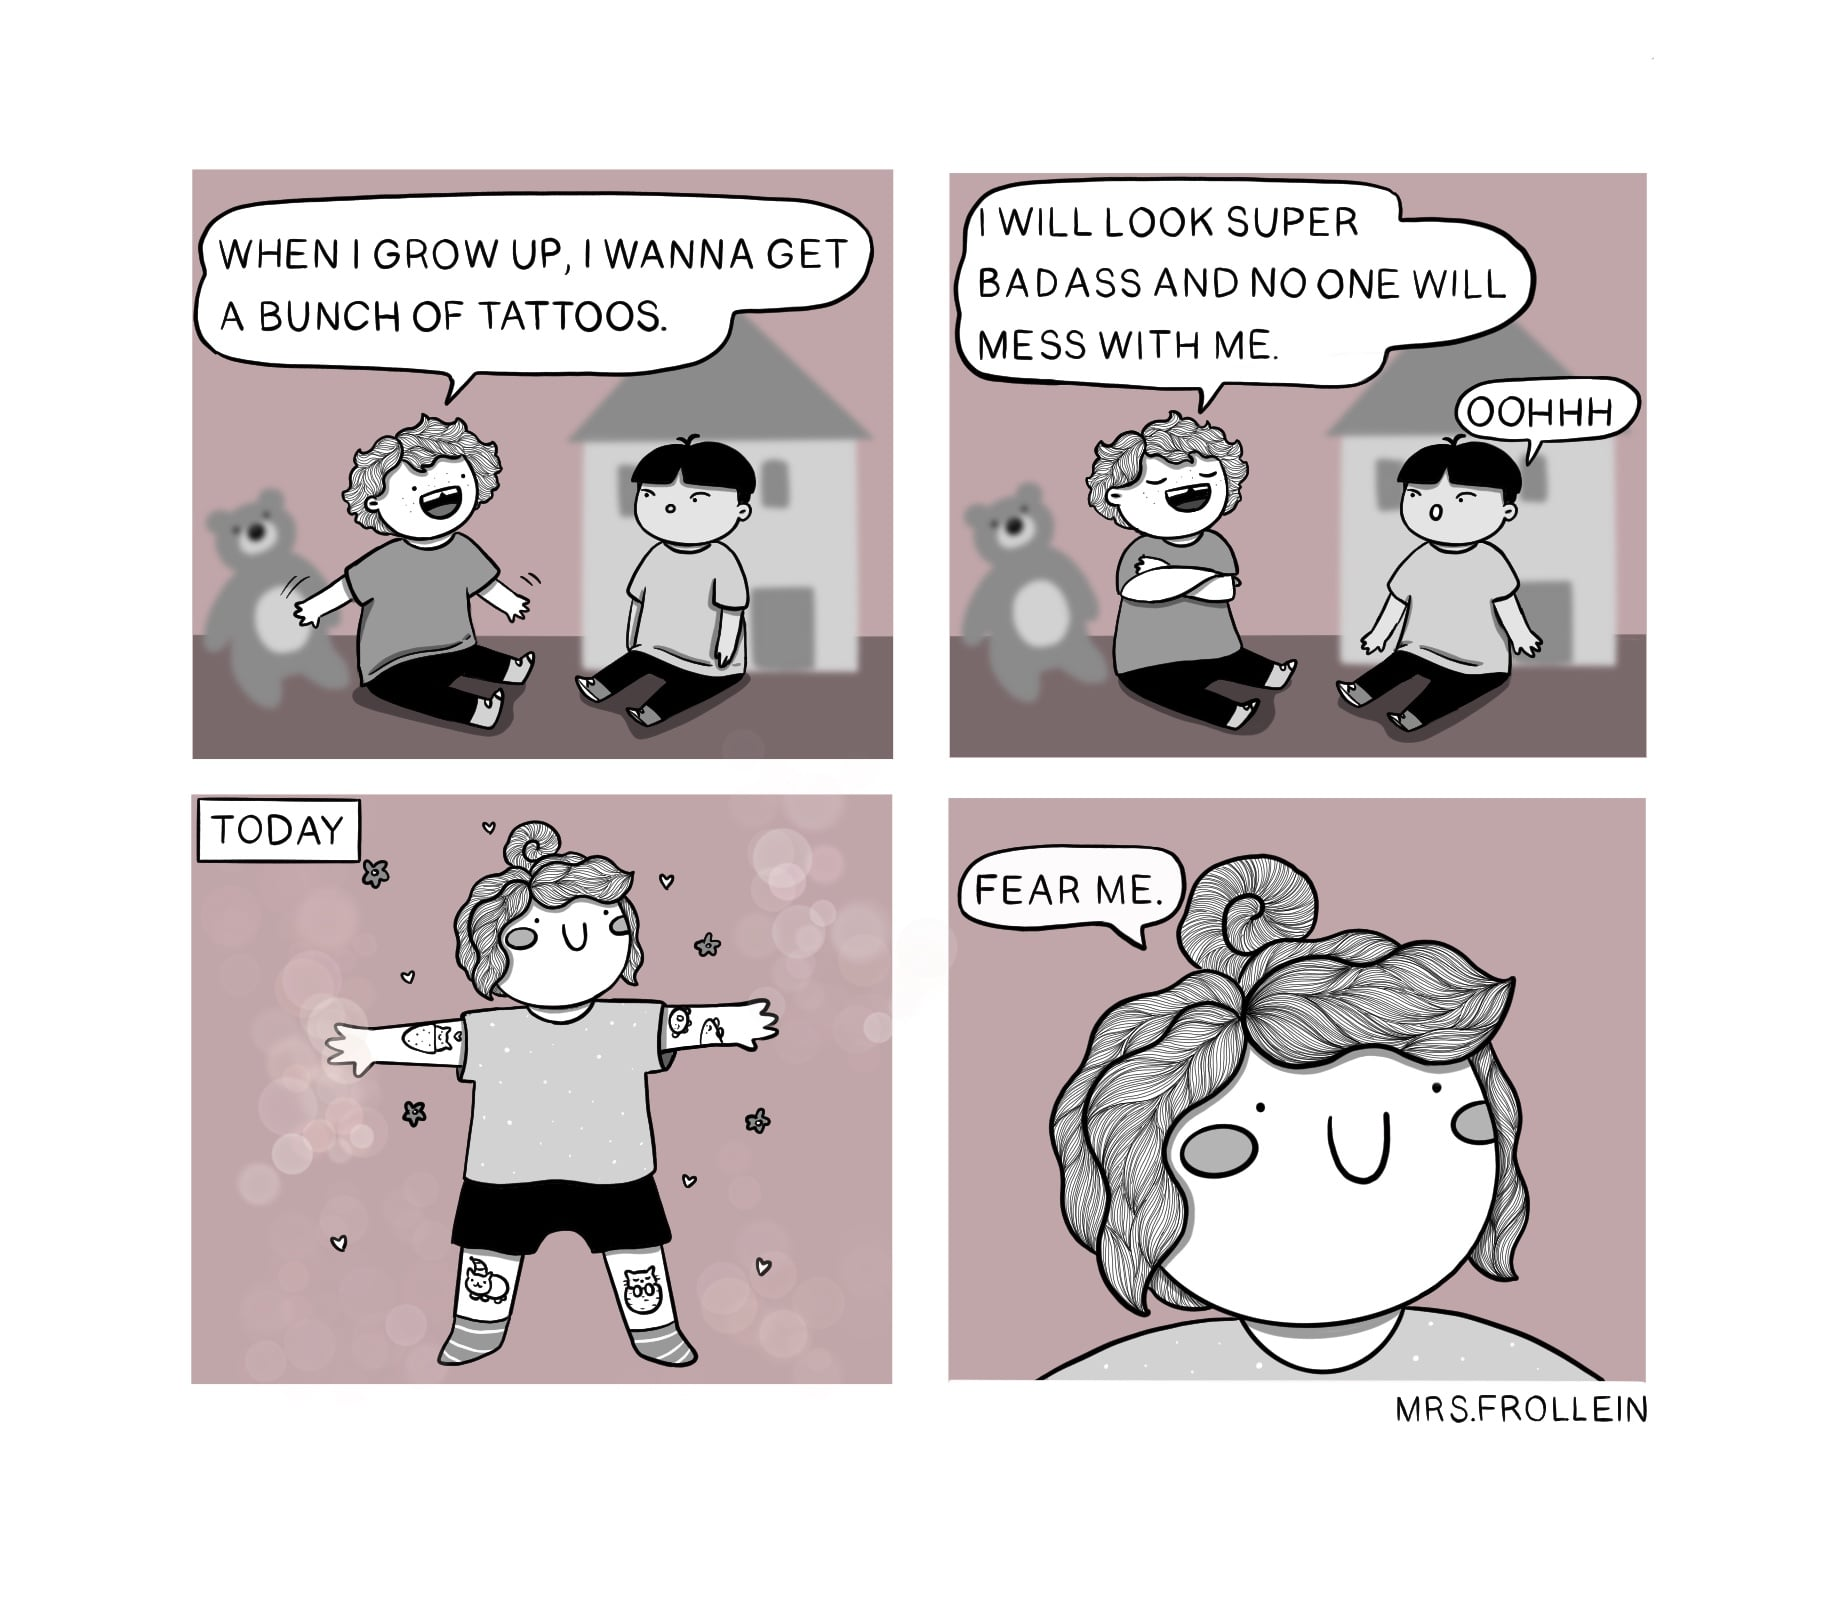 WHEN I GROW UP, I WANNA GET
A BUNCH OF TATTOOS.
I WILL LOOK SUPER
BADASS AND NO ONE WILL
MESS WITH ME.
OOHHH
TODAY
FEAR ME.
MRS.FROLLEIN